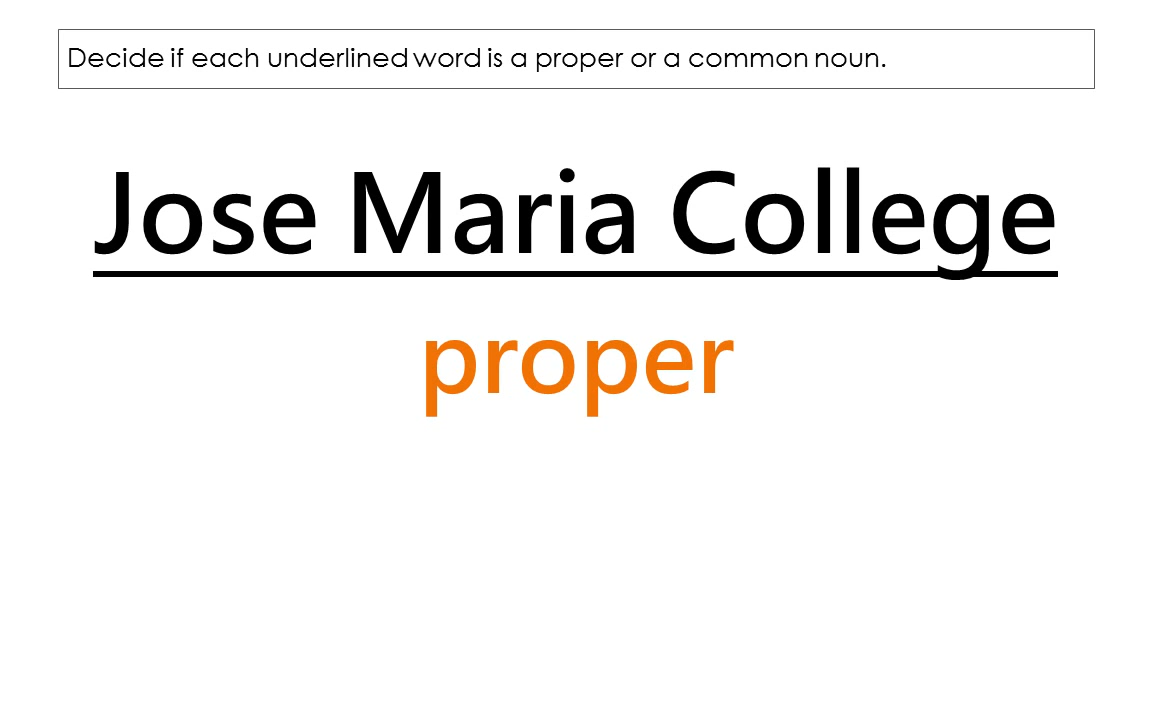 Decide if each underlined word is a proper or a common noun.
Jose Maria College
proper